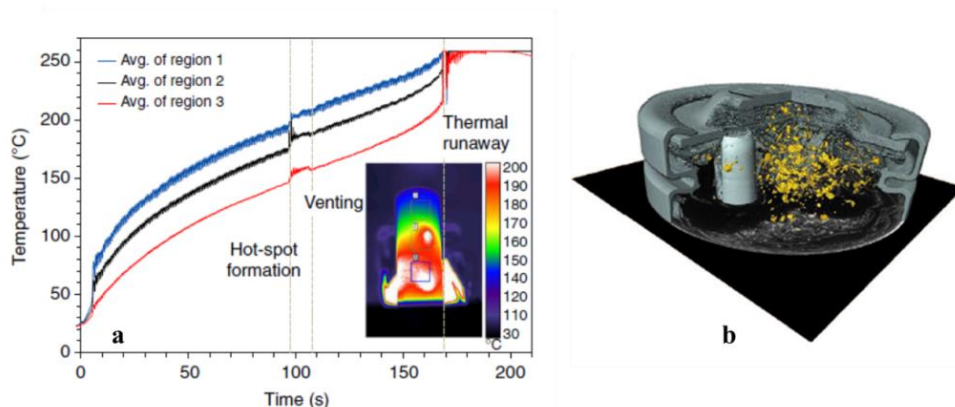 250
200
150
100
50
0
Temperature (°C)
Avg. of region 1
Avg. of region 2
Avg. of region 3
Thermal
runaway
Venting
Hot-spot
formation
200
190
180
170
160
150
140
130
120
110
30
°C
a
0
50
100
150
200
Time (s)
b